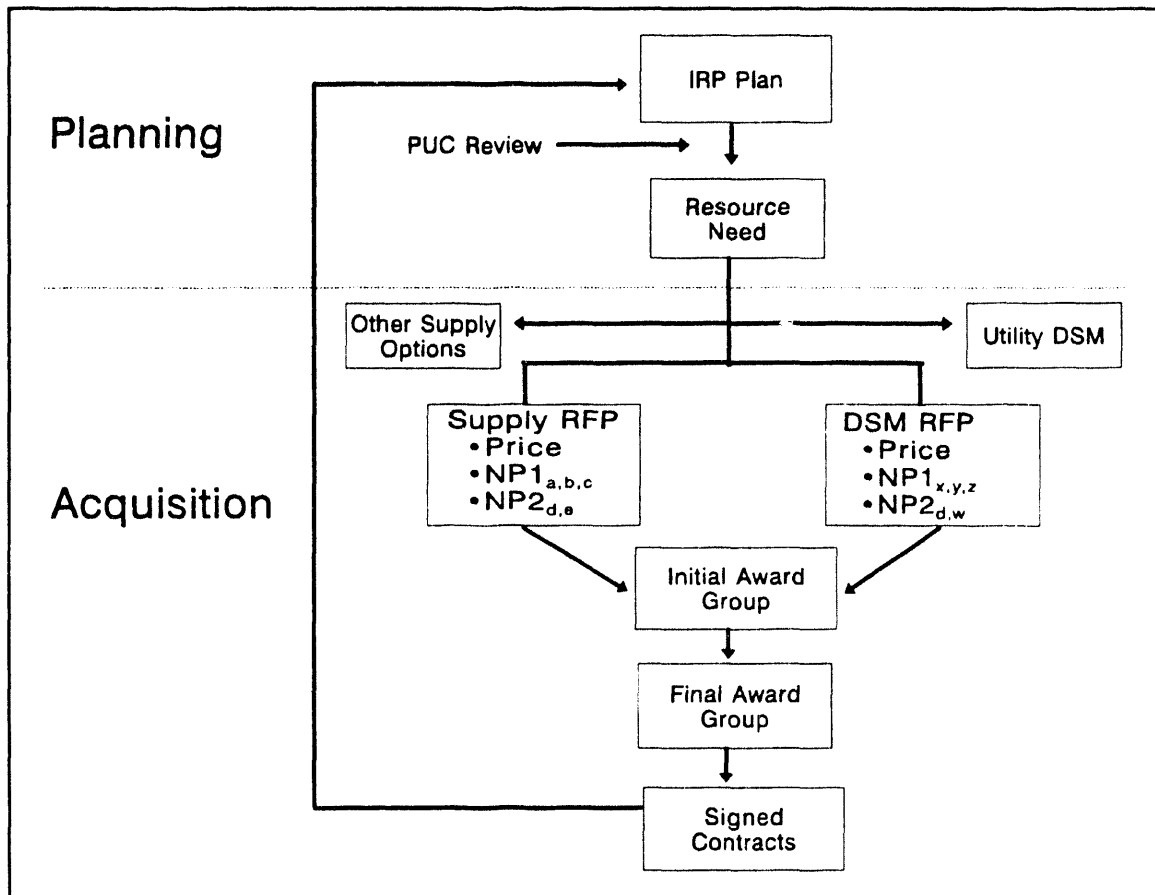 Planning
IRP Plan
PUC Review
Resource
Need
Other Supply
Options
Utility DSM
Acquisition
Supply RFP
• Price
• NP1a,b,c
• NP2d,e
DSM RFP
• Price
• NP1x,y,z
• NP2d,w
Initial Award
Group
Final Award
Group
Signed
Contracts